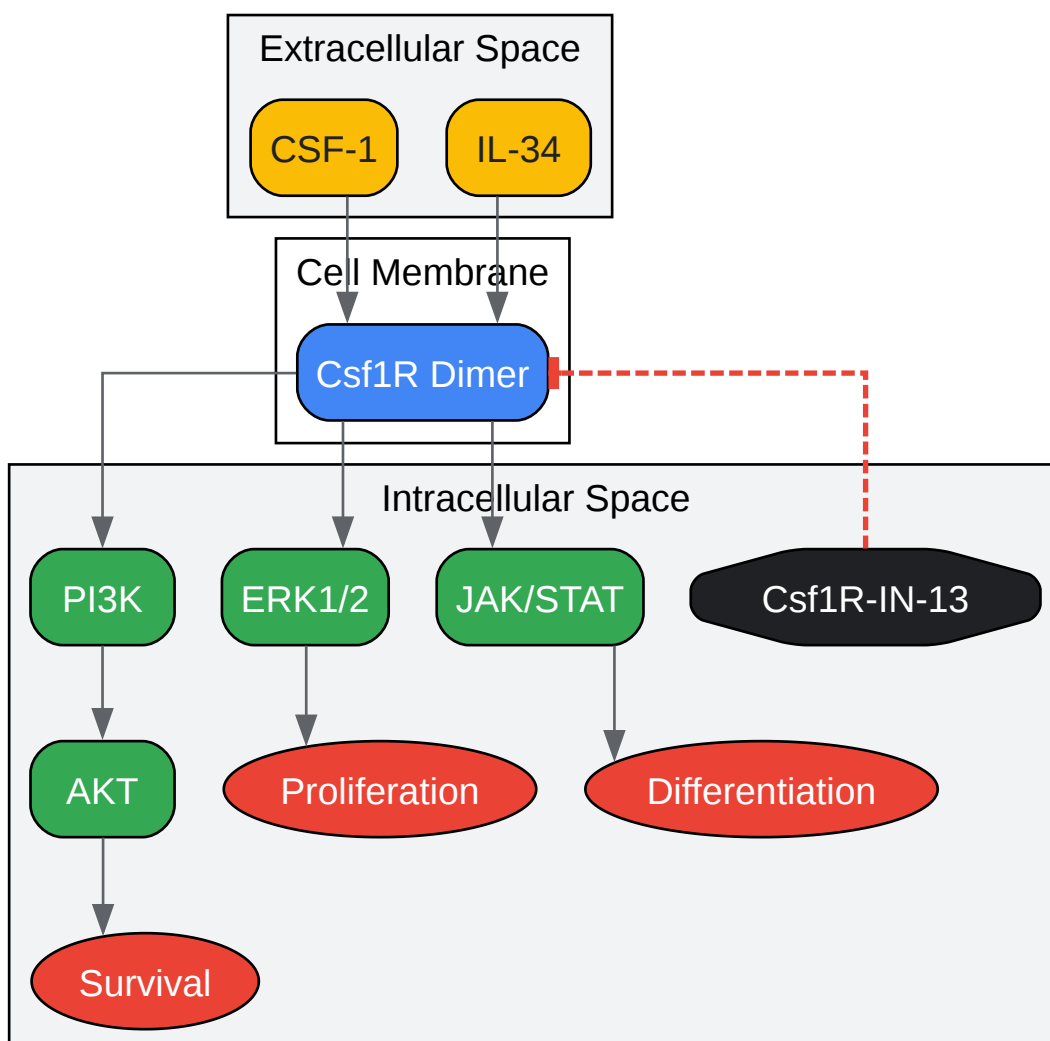 Extracellular Space
CSF-1
IL-34
Cell Membrane
Csf1R Dimer
Intracellular Space
PI3K
ERK1/2
JAK/STAT
Csf1R-IN-13
AKT
Proliferation
Differentiation
Survival